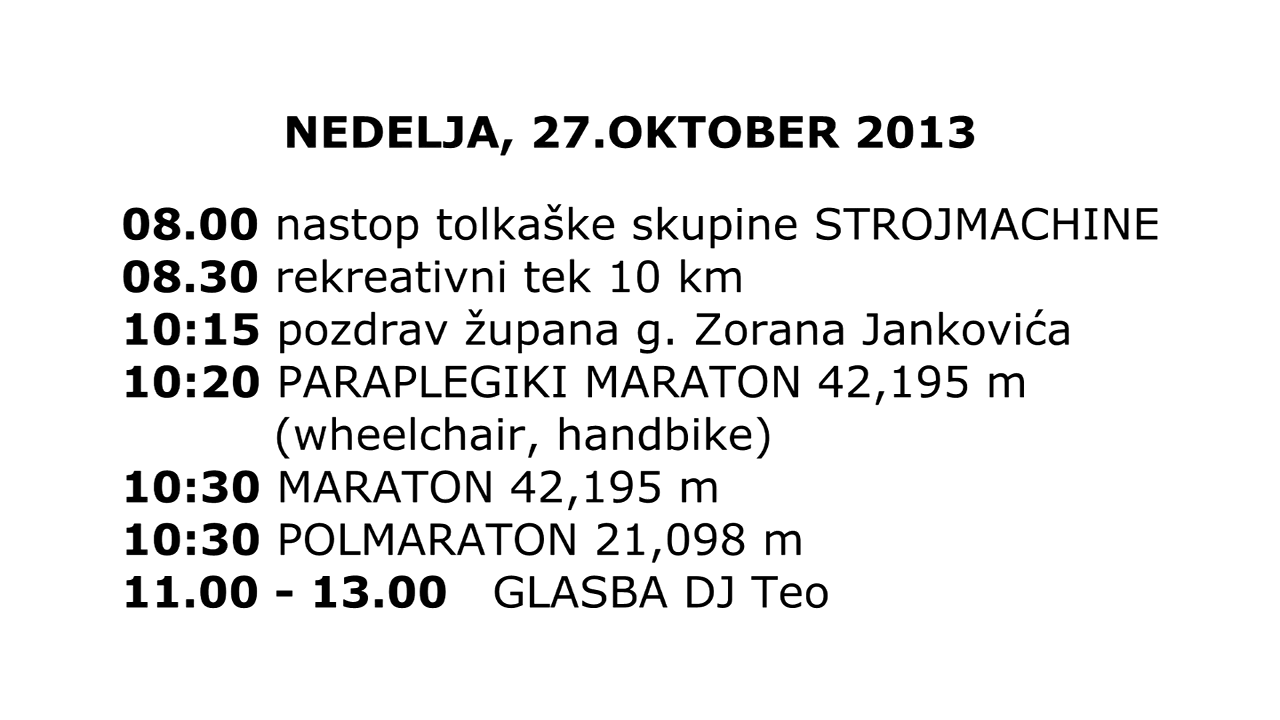 NEDELJA, 27.OKTOBER 2013
08.00 nastop tolkaške skupine STROJMACHINE
08.30 rekreativni tek 10 km
10:15 pozdrav župana g. Zorana Jankovića
10:20 PARAPLEGIKI MARATON 42,195 m
(wheelchair, handbike)
10:30 MARATON 42,195 m
10:30 POLMARATON 21,098 m
11.00 - 13.00 GLASBA DJ Teo